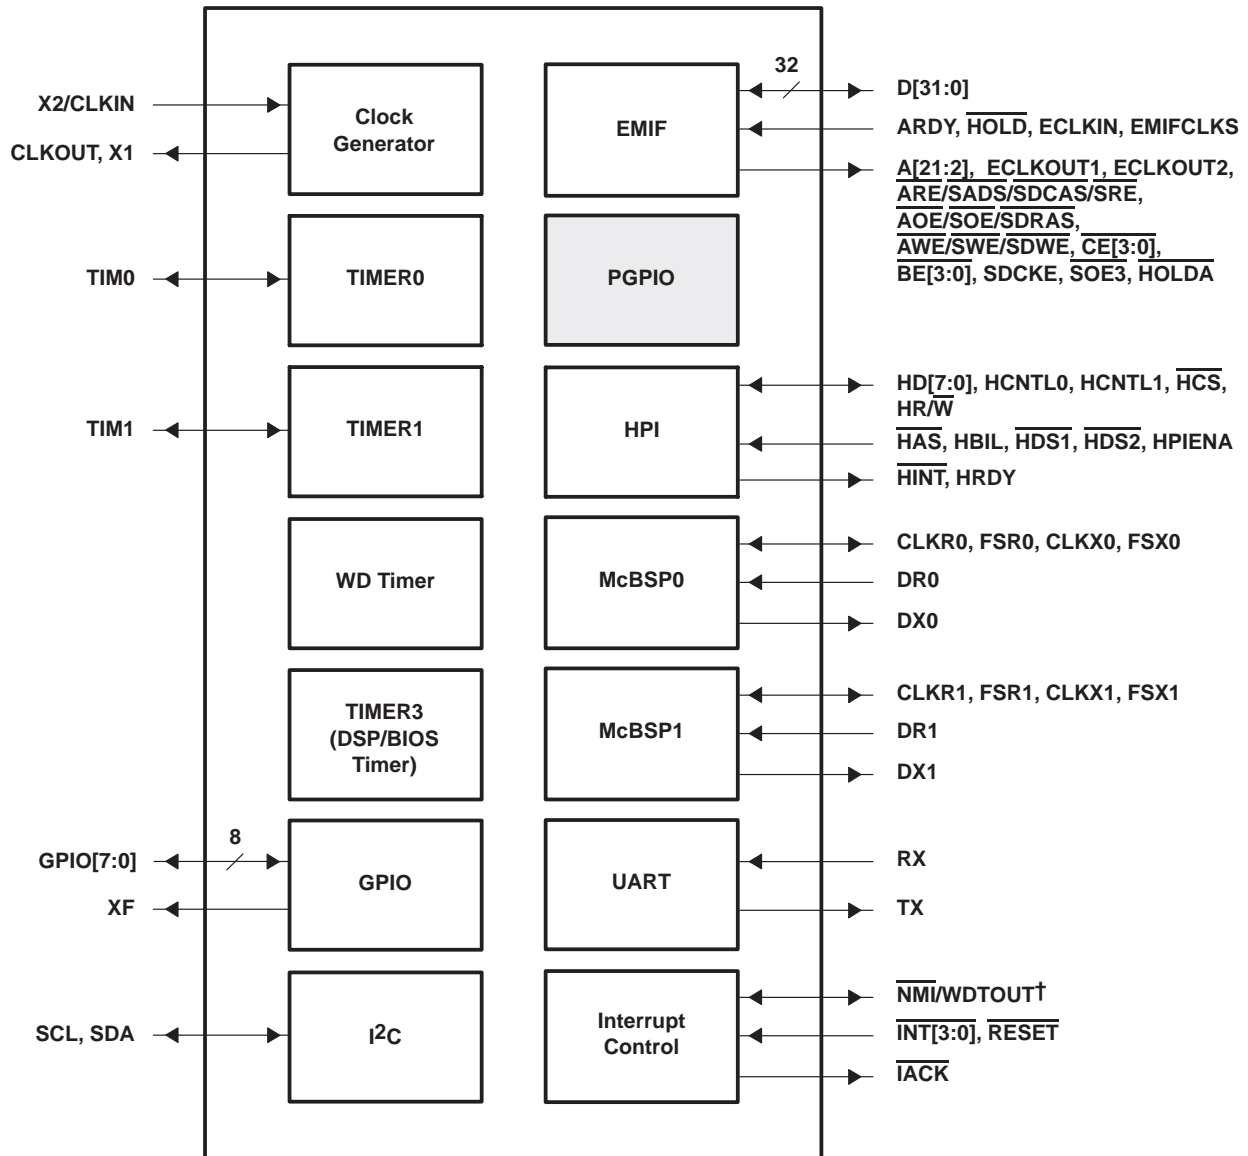 X2/CLKIN
CLKOUT, X1
Clock
Generator
TIM0
TIMER0
TIM1
TIMER1
WD Timer
TIMER3
(DSP/BIOS
Timer)
GPIO[7:0]
8
XF
GPIO
SCL, SDA
I2C
EMIF
32
D[31:0]
ARDY, HOLD, ECLKIN, EMIFCLKS
A[21:2], ECLKOUT1, ECLKOUT2,
ARE/SADS/SDCAS/SRE,
AOE/SOE/SDRAS,
AWE/SWE/SDWE, CE[3:0],
BE[3:0], SDCKE, SOE3, HOLDA
PGPIO
HPI
HD[7:0], HCNTL0, HCNTL1, HCS,
HR/W
HAS, HBIL, HDS1, HDS2, HPIENA
HINT, HRDY
McBSP0
CLKR0, FSR0, CLKX0, FSX0
DR0
DX0
McBSP1
CLKR1, FSR1, CLKX1, FSX1
DR1
DX1
UART
RX
TX
Interrupt
Control
NMI/WDTOUT†
INT[3:0], RESET
IACK